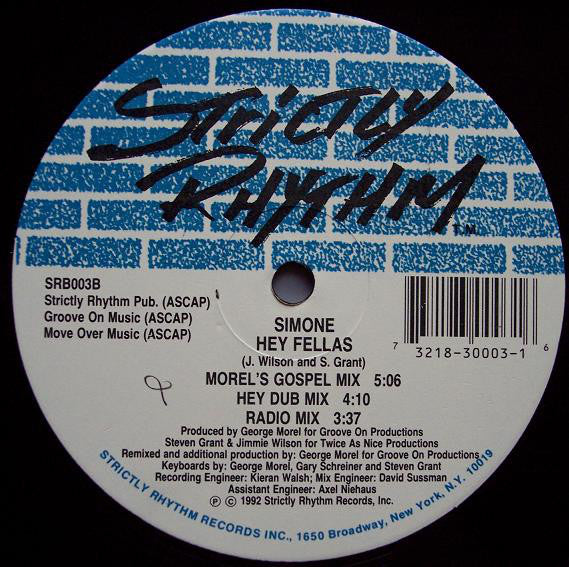 STRICTLY
RHYTHM TM
SRB003B
Strictly Rhythm Pub. (ASCAP)
Groove On Music (ASCAP)
Move Over Music (ASCAP)
7 3218-30003-1 6
SIMONE
HEY FELLAS
(J. Wilson and S. Grant)
MOREL'S GOSPEL MIX 5:06
HEY DUB MIX 4:10
RADIO MIX 3:37
Produced by George Morel for Groove On Productions
Steven Grant & Jimmie Wilson for Twice As Nice Productions
Remixed and additional production by: George Morel for Groove On Productions
Keyboards by: George Morel, Gary Schreiner and Steven Grant
Recording Engineer: Kieran Walsh; Mix Engineer: David Sussman
Assistant Engineer: Axel Niehaus
Ⓟ © 1992 Strictly Rhythm Records, Inc.
STRICTLY RHYTHM RECORDS INC., 1650 Broadway, New York, N.Y. 10019